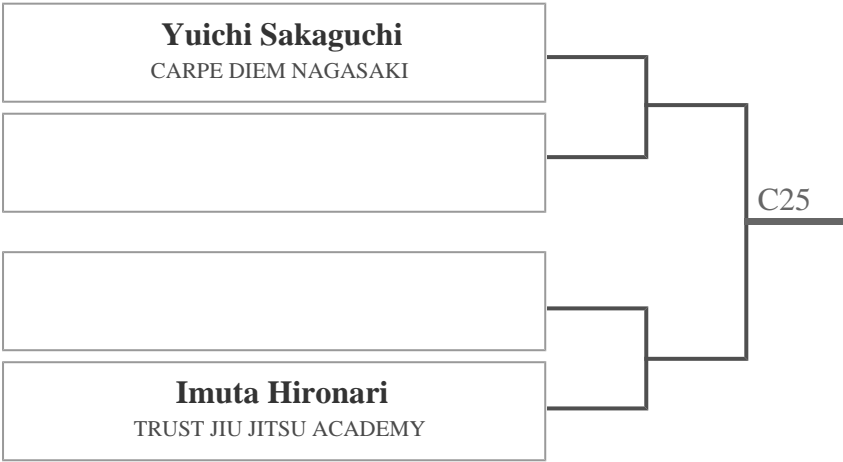 Yuichi Sakaguchi
CARPE DIEM NAGASAKI
C25
Imuta Hironari
TRUST JIU JITSU ACADEMY